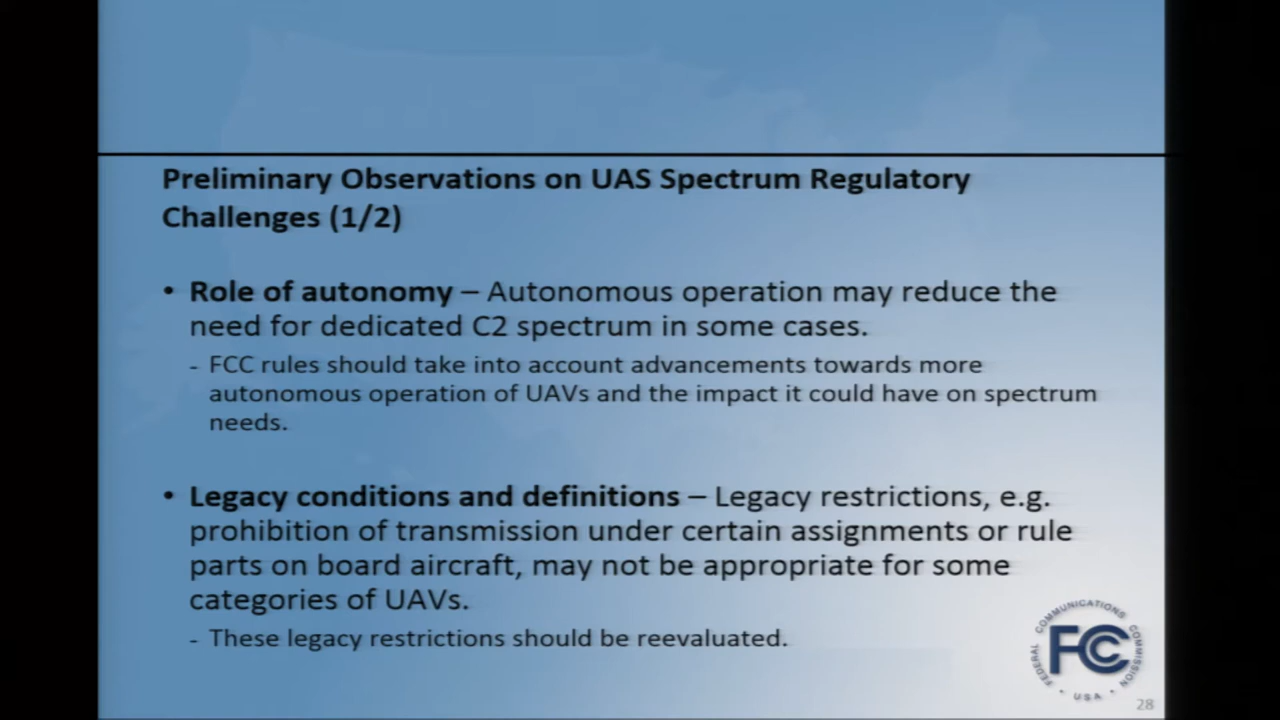 Preliminary Observations on UAS Spectrum Regulatory
Challenges (1/2)
• Role of autonomy – Autonomous operation may reduce the
need for dedicated C2 spectrum in some cases.
- FCC rules should take into account advancements towards more
autonomous operation of UAVs and the impact it could have on spectrum
needs.
• Legacy conditions and definitions – Legacy restrictions, e.g.
prohibition of transmission under certain assignments or rule
parts on board aircraft, may not be appropriate for some
categories of UAVs.
- These legacy restrictions should be reevaluated.
FEDERAL COMMUNICATIONS COMMISSION
FCC
• USA •
28